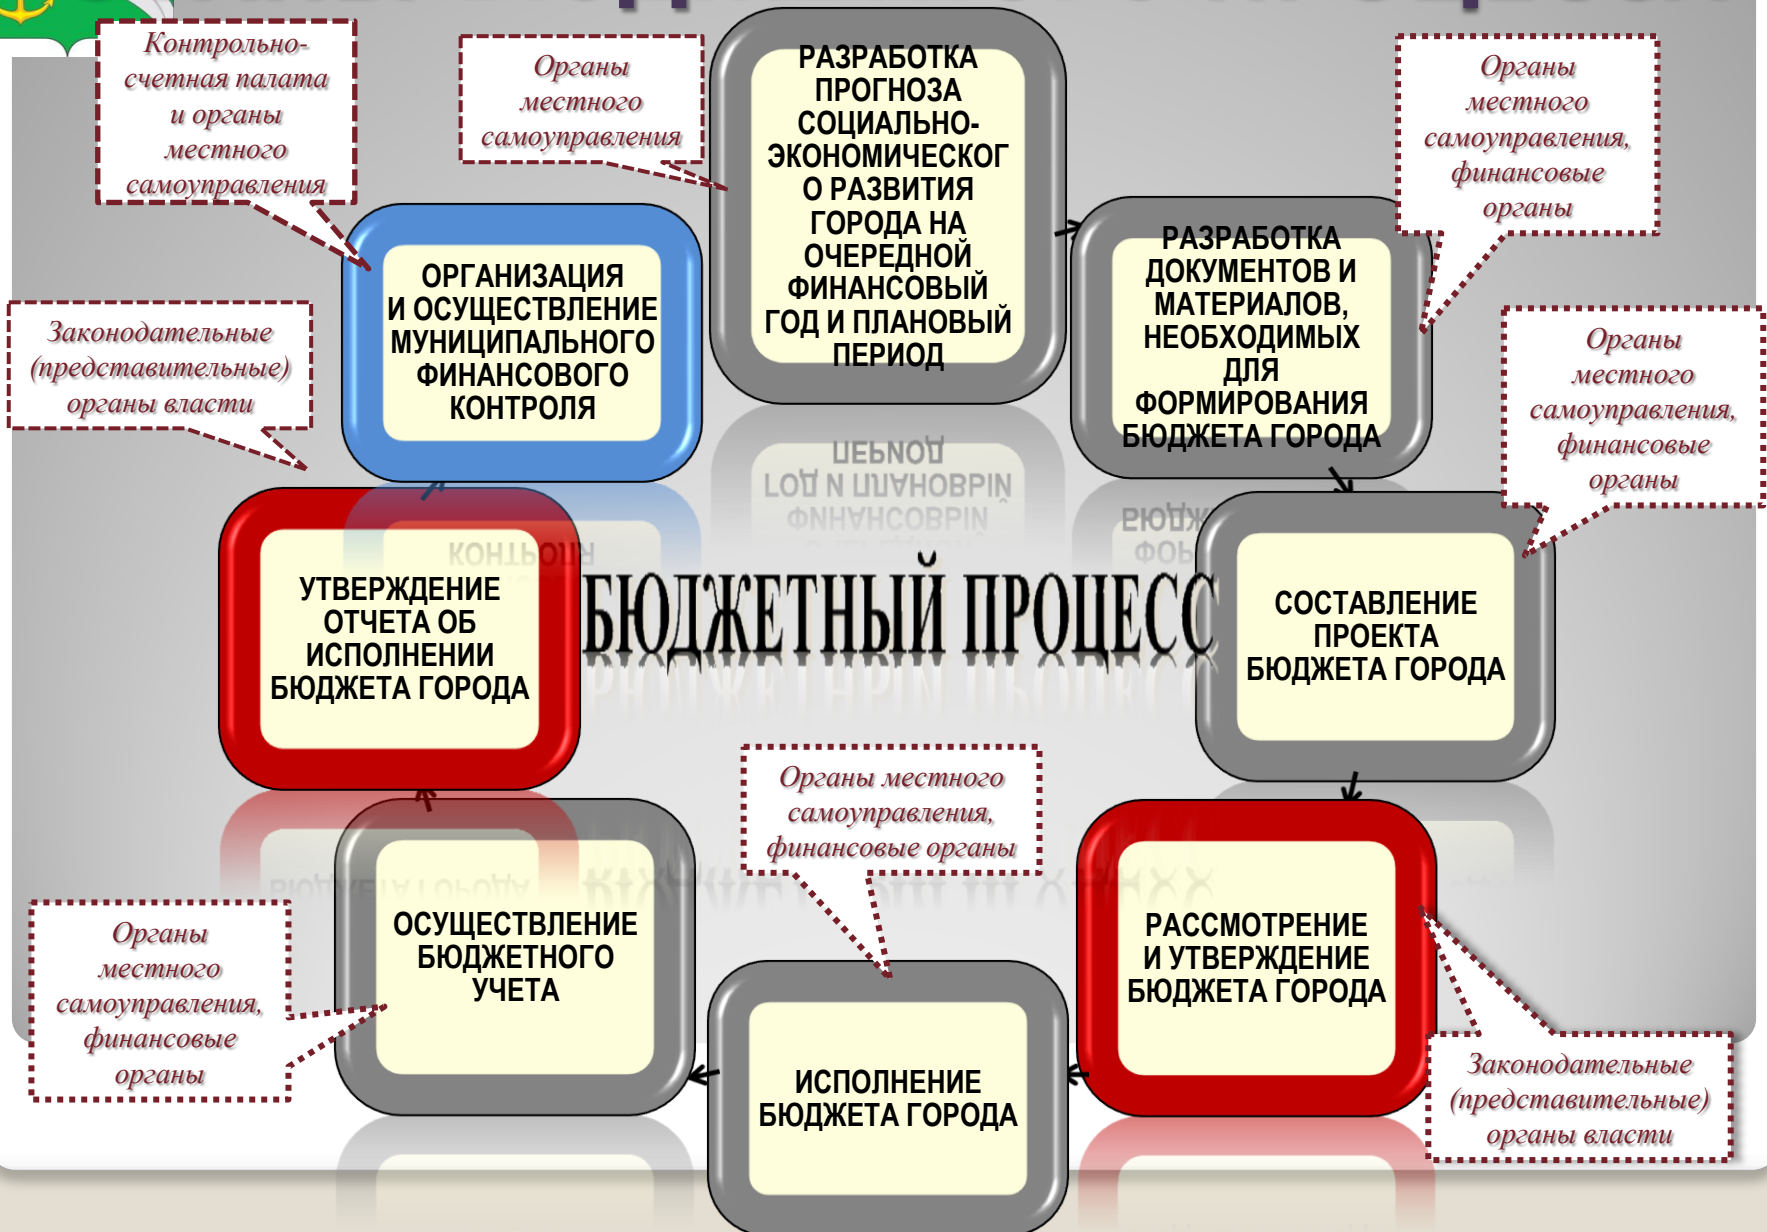 Контрольно-
счетная палата
и органы
местного
самоуправления
Органы
местного
самоуправления
РАЗРАБОТКА
ПРОГНОЗА
СОЦИАЛЬНО-
ЭКОНОМИЧЕСКОГ
О РАЗВИТИЯ
ГОРОДА НА
ОЧЕРЕДНОЙ
ФИНАНСОВЫЙ
ГОД И ПЛАНОВЫЙ
ПЕРИОД
Органы
местного
самоуправления,
финансовые
органы
РАЗРАБОТКА
ДОКУМЕНТОВ И
МАТЕРИАЛОВ,
НЕОБХОДИМЫХ
ДЛЯ
ФОРМИРОВАНИЯ
БЮДЖЕТА ГОРОДА
ОРГАНИЗАЦИЯ
И ОСУЩЕСТВЛЕНИЕ
МУНИЦИПАЛЬНОГО
ФИНАНСОВОГО
КОНТРОЛЯ
Законодательные
(представительные)
органы власти
Органы
местного
самоуправления,
финансовые
органы
УТВЕРЖДЕНИЕ
ОТЧЕТА ОБ
ИСПОЛНЕНИИ
БЮДЖЕТА ГОРОДА
БЮДЖЕТНЫЙ ПРОЦЕСС
СОСТАВЛЕНИЕ
ПРОЕКТА
БЮДЖЕТА ГОРОДА
Органы местного
самоуправления,
финансовые органы
Органы
местного
самоуправления,
финансовые
органы
ОСУЩЕСТВЛЕНИЕ
БЮДЖЕТНОГО
УЧЕТА
РАССМОТРЕНИЕ
И УТВЕРЖДЕНИЕ
БЮДЖЕТА ГОРОДА
ИСПОЛНЕНИЕ
БЮДЖЕТА ГОРОДА
Законодательные
(представительные)
органы власти